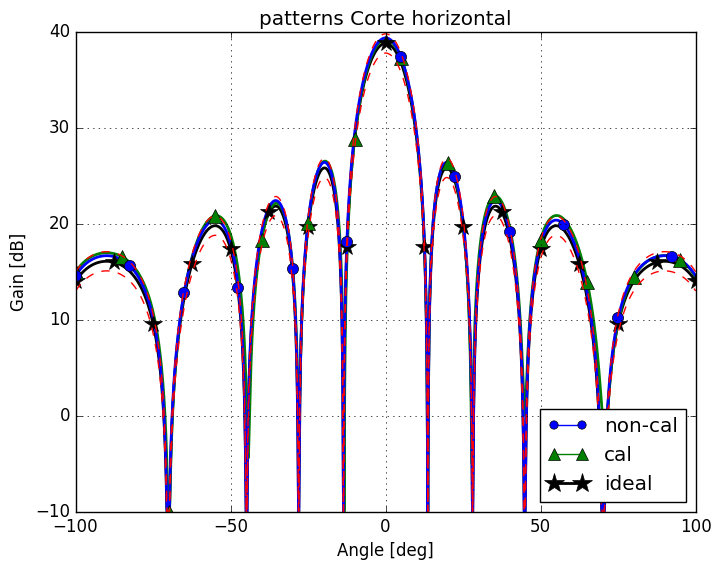 patterns Corte horizontal
40
30
20
10
0
−10
Gain [dB]
−100
−50
0
50
100
Angle [deg]
non-cal
cal
ideal